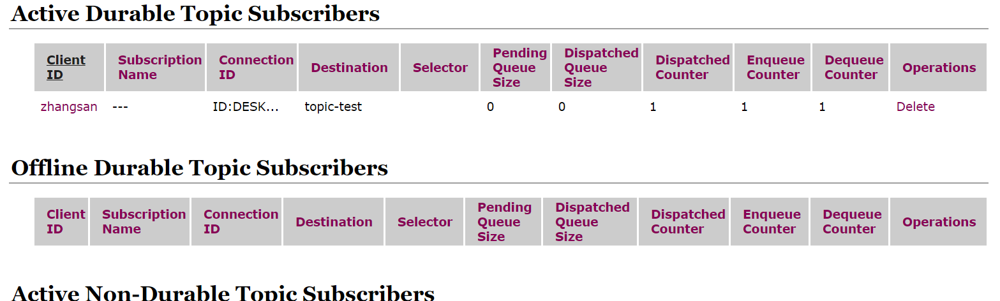 Active Durable Topic Subscribers
Client ID Subscription Name Connection ID Destination Selector Pending Queue Size Dispatched Queue Size Dispatched Counter Enqueue Counter Dequeue Counter Operations
zhangsan --- ID:DESK... topic-test 0 0 1 1 1 Delete
Offline Durable Topic Subscribers
Client ID Subscription Name Connection ID Destination Selector Pending Queue Size Dispatched Queue Size Dispatched Counter Enqueue Counter Dequeue Counter Operations
Active Non-Durable Topic Subscribers